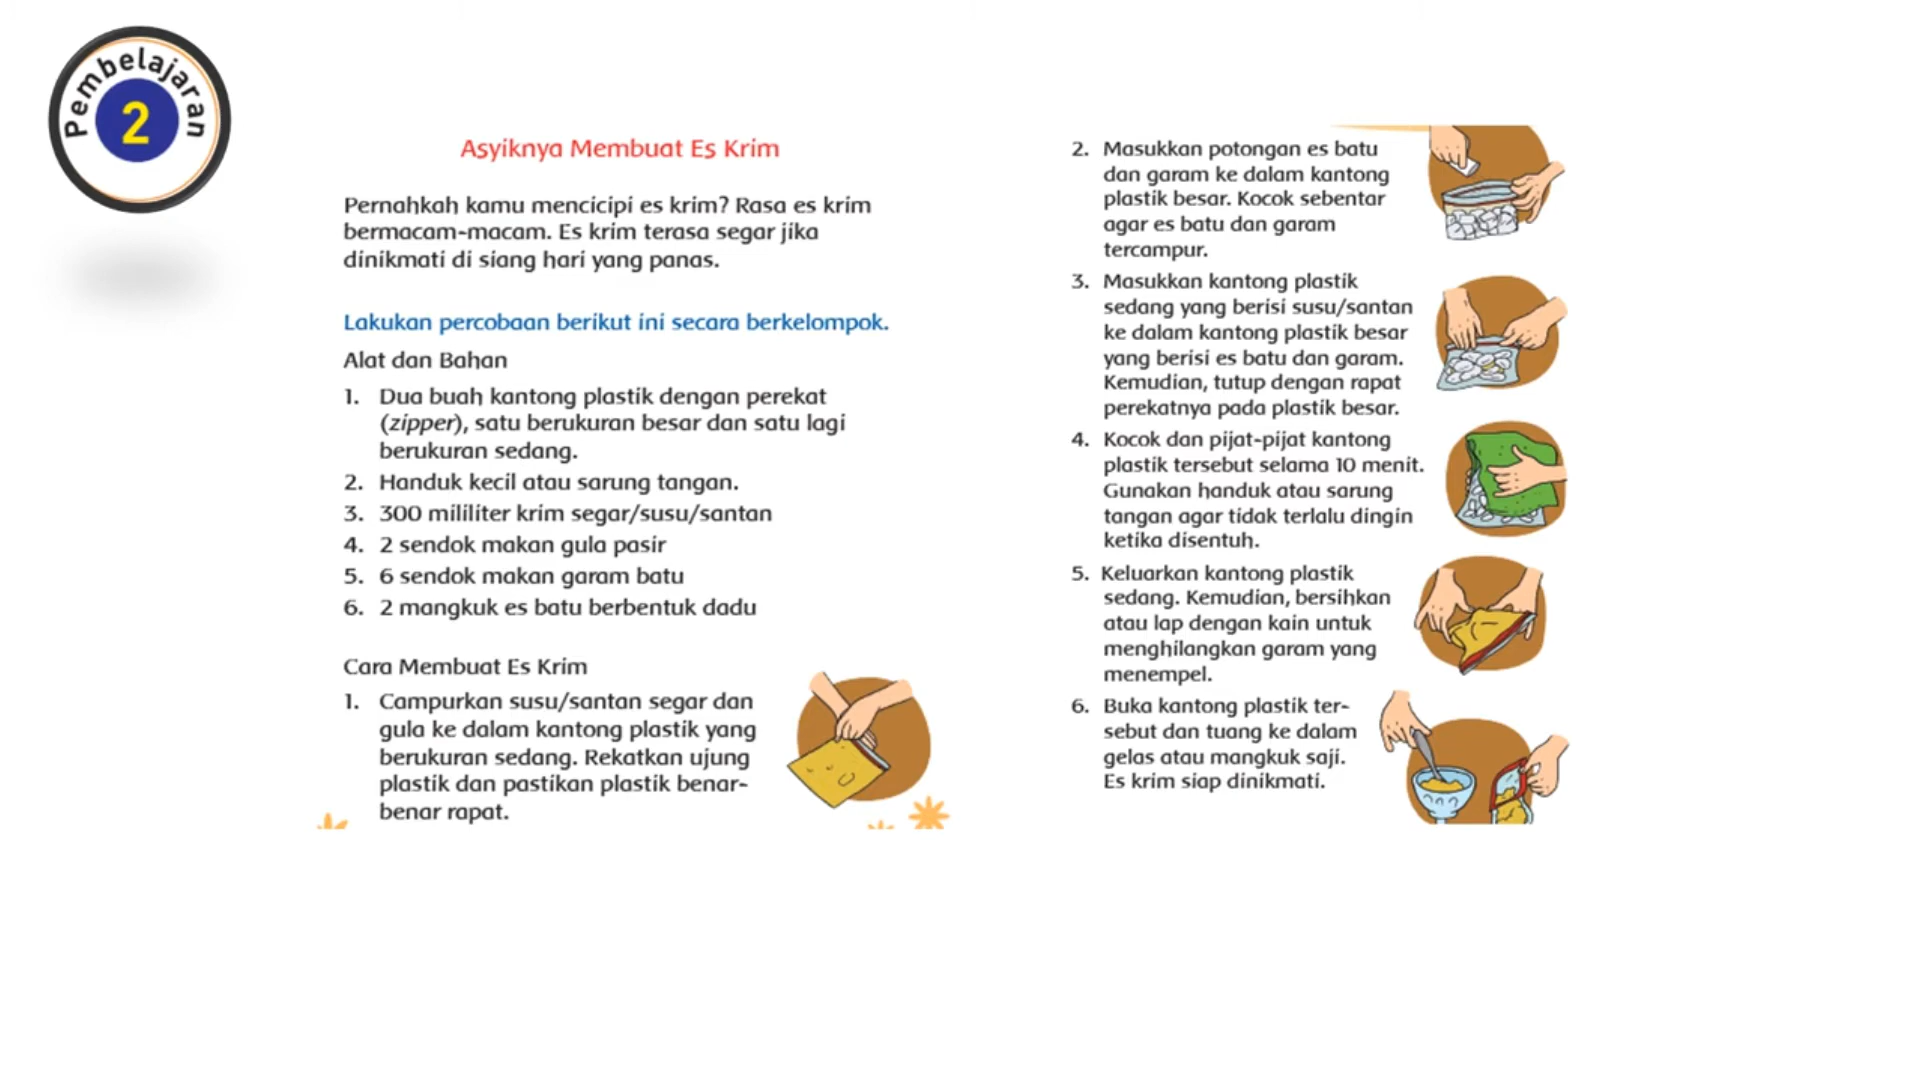 Pembelajaran
2
Asyiknya Membuat Es Krim
Pernahkah kamu mencicipi es krim? Rasa es krim
bermacam-macam. Es krim terasa segar jika
dinikmati di siang hari yang panas.
Lakukan percobaan berikut ini secara berkelompok.
Alat dan Bahan
1. Dua buah kantong plastik dengan perekat
(zipper), satu berukuran besar dan satu lagi
berukuran sedang.
2. Handuk kecil atau sarung tangan.
3. 300 mililiter krim segar/susu/santan
4. 2 sendok makan gula pasir
5. 6 sendok makan garam batu
6. 2 mangkuk es batu berbentuk dadu
Cara Membuat Es Krim
1. Campurkan susu/santan segar dan
gula ke dalam kantong plastik yang
berukuran sedang. Rekatkan ujung
plastik dan pastikan plastik benar-
benar rapat.
2. Masukkan potongan es batu
dan garam ke dalam kantong
plastik besar. Kocok sebentar
agar es batu dan garam
tercampur.
3. Masukkan kantong plastik
sedang yang berisi susu/santan
ke dalam kantong plastik besar
yang berisi es batu dan garam.
Kemudian, tutup dengan rapat
perekatnya pada plastik besar.
4. Kocok dan pijat-pijat kantong
plastik tersebut selama 10 menit.
Gunakan handuk atau sarung
tangan agar tidak terlalu dingin
ketika disentuh.
5. Keluarkan kantong plastik
sedang. Kemudian, bersihkan
atau lap dengan kain untuk
menghilangkan garam yang
menempel.
6. Buka kantong plastik ter-
sebut dan tuang ke dalam
gelas atau mangkuk saji.
Es krim siap dinikmati.